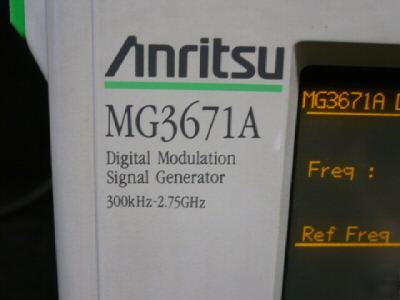 Anritsu
MG3671A
Digital Modulation
Signal Generator
300kHz-2.75GHz
MG3671A [
Freq :
Ref Freq